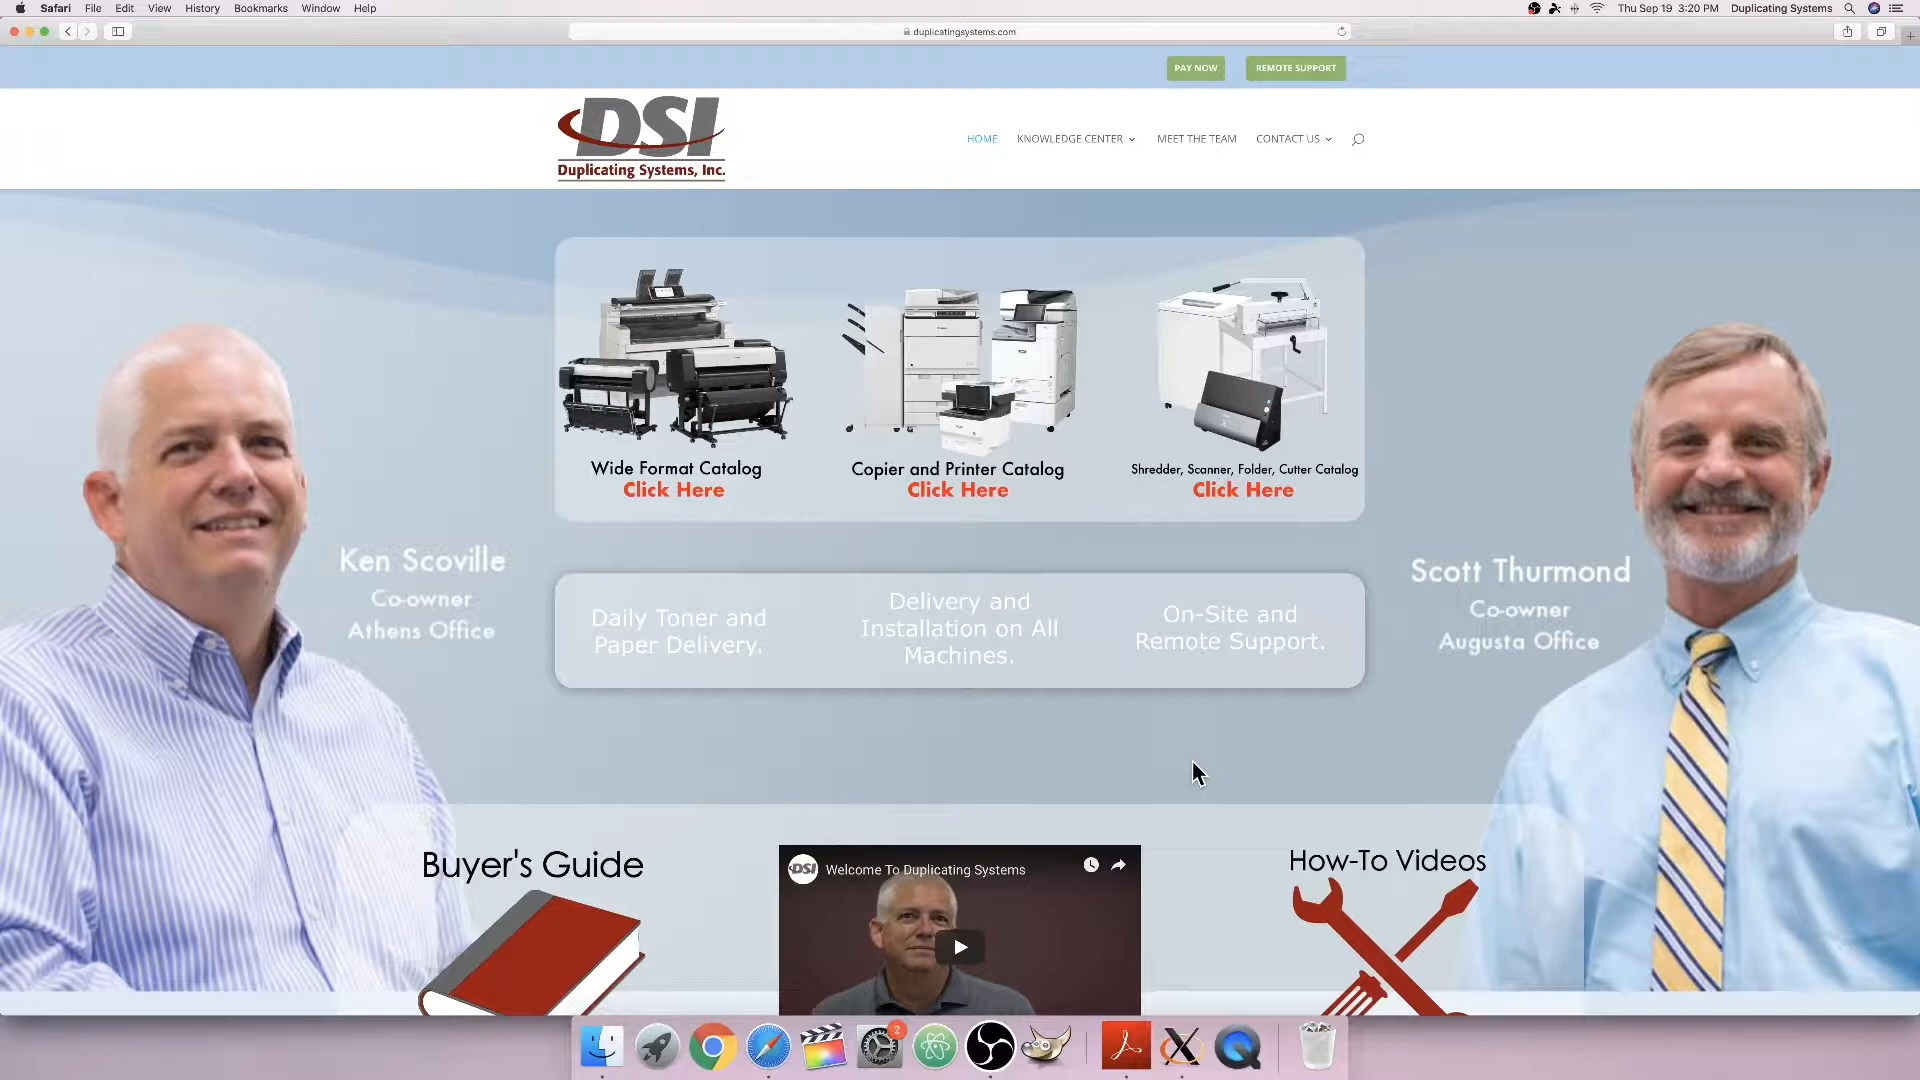 Safari File Edit View History Bookmarks Window Help
Thu Sep 19 3:20 PM Duplicating Systems
duplicatingsystems.com
PAY NOW
REMOTE SUPPORT
DSI
Duplicating Systems, Inc.
HOME
KNOWLEDGE CENTER
MEET THE TEAM
CONTACT US
Wide Format Catalog
Click Here
Copier and Printer Catalog
Click Here
Shredder, Scanner, Folder, Cutter Catalog
Click Here
Ken Scoville
Co-owner
Athens Office
Daily Toner and
Paper Delivery.
Delivery and
Installation on All
Machines.
On-Site and
Remote Support.
Scott Thurmond
Co-owner
Augusta Office
Buyer's Guide
DSI
Welcome To Duplicating Systems
How-To Videos
2